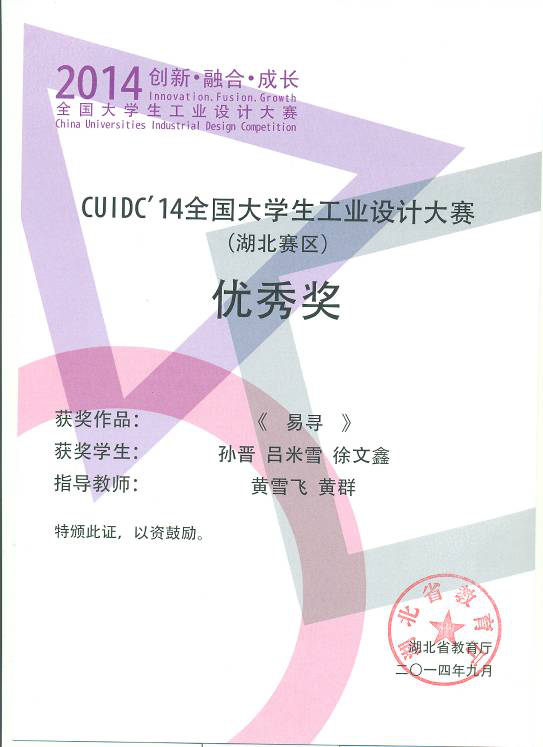 2014 创新·融合·成长
Innovation.Fusion.Growth
全国大学生工业设计大赛
China Universities Industrial Design Competition
CUIDC'14全国大学生工业设计大赛
(湖北赛区)
优秀奖
获奖作品： 《 易寻 》
获奖学生： 孙晋 吕米雪 徐文鑫
指导教师： 黄雪飞 黄群
特颁此证，以资鼓励。
湖北省教育厅
湖北省教育厅
二〇一四年九月